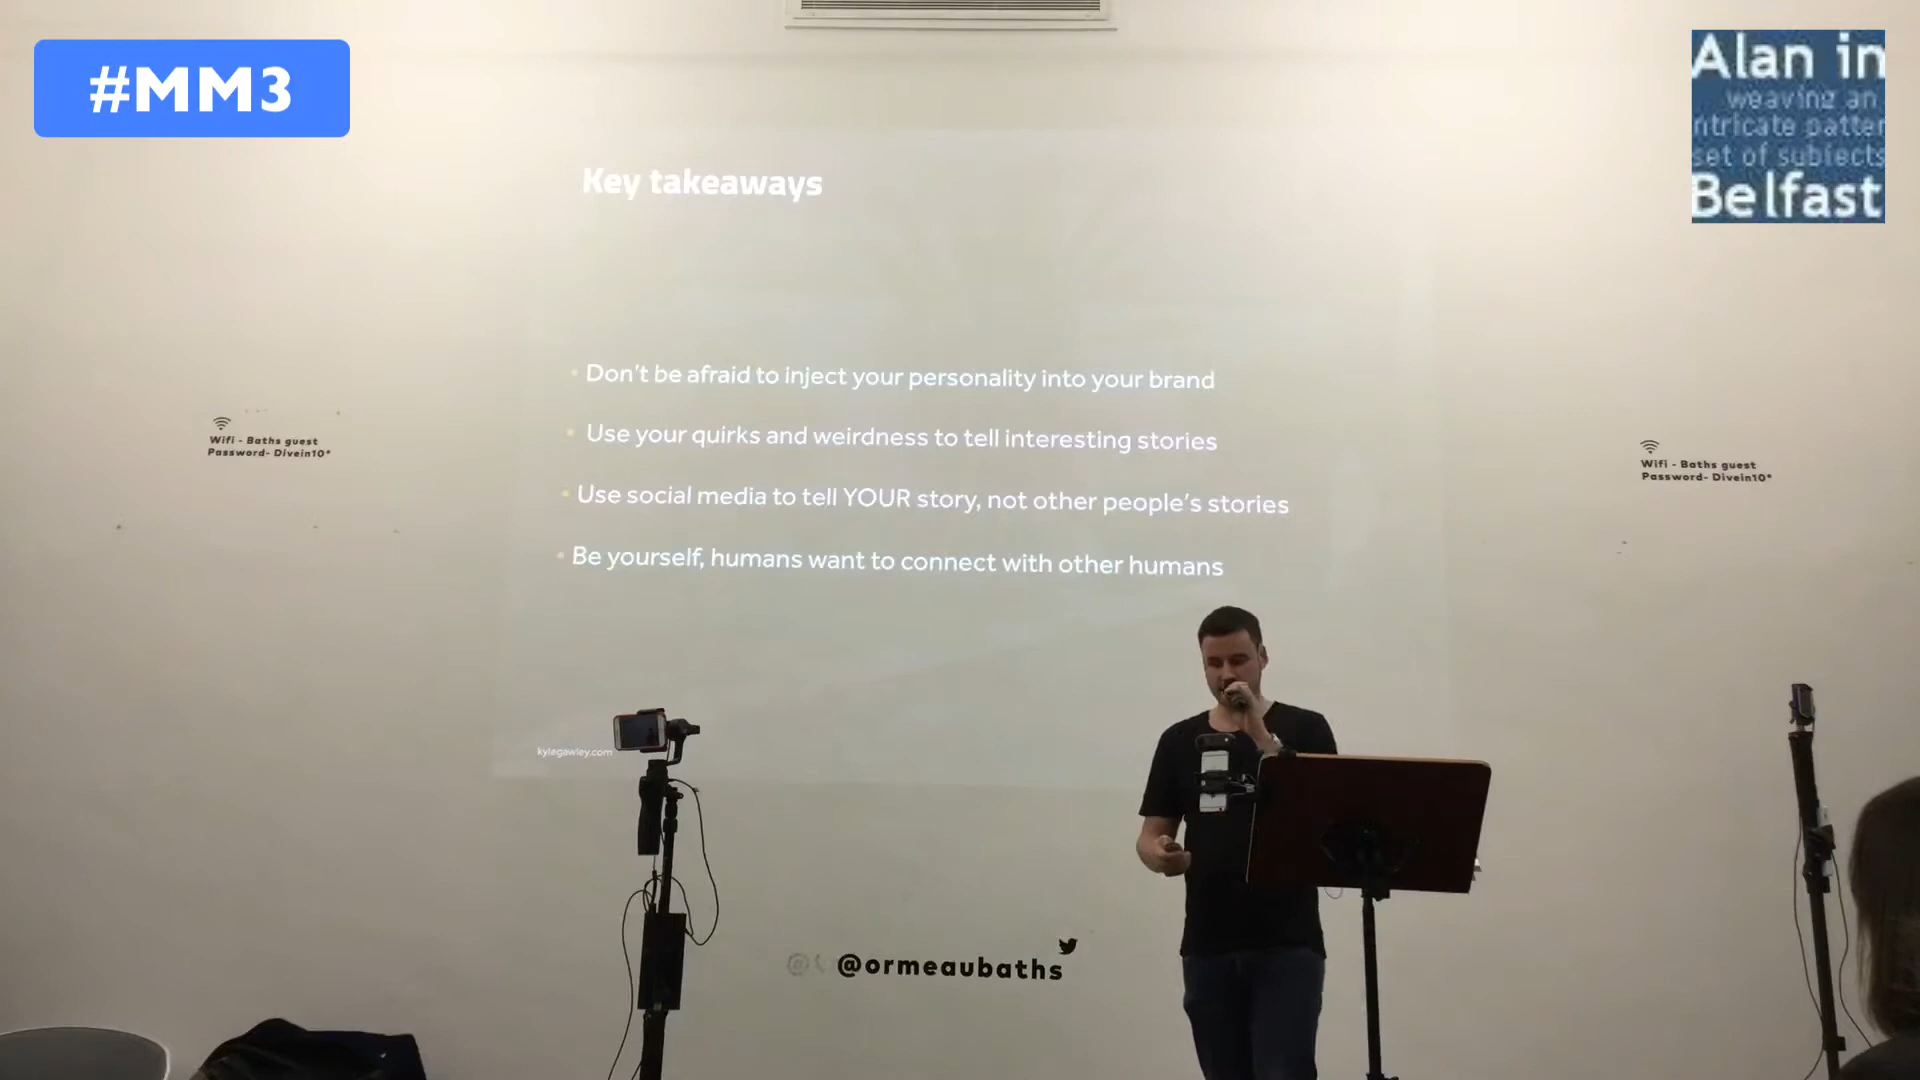 #MM3
Alan in
weaving an
ntricate patter
set of subjects
Belfast
Key takeaways
Don't be afraid to inject your personality into your brand
Use your quirks and weirdness to tell interesting stories
Use social media to tell YOUR story, not other people's stories
Be yourself, humans want to connect with other humans
Wifi - Baths guest
Password- Divein10*
Wifi - Baths guest
Password- Divein10*
kylegawley.com
@ormeaubaths